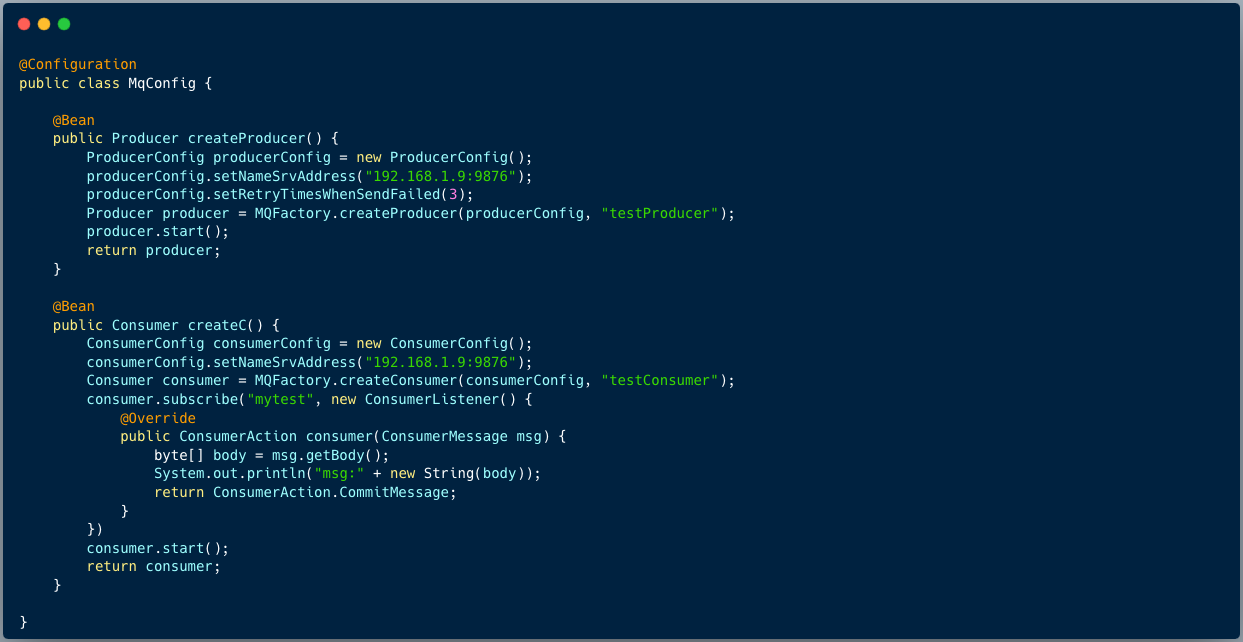 @Configuration
public class MqConfig {
    @Bean
    public Producer createProducer() {
        ProducerConfig producerConfig = new ProducerConfig();
        producerConfig.setNameSrvAddress("192.168.1.9:9876");
        producerConfig.setRetryTimesWhenSendFailed(3);
        Producer producer = MQFactory.createProducer(producerConfig, "testProducer");
        producer.start();
        return producer;
    }
    @Bean
    public Consumer createC() {
        ConsumerConfig consumerConfig = new ConsumerConfig();
        consumerConfig.setNameSrvAddress("192.168.1.9:9876");
        Consumer consumer = MQFactory.createConsumer(consumerConfig, "testConsumer");
        consumer.subscribe("mytest", new ConsumerListener() {
            @Override
            public ConsumerAction consumer(ConsumerMessage msg) {
                byte[] body = msg.getBody();
                System.out.println("msg:" + new String(body));
                return ConsumerAction.CommitMessage;
            }
        })
        consumer.start();
        return consumer;
    }
}